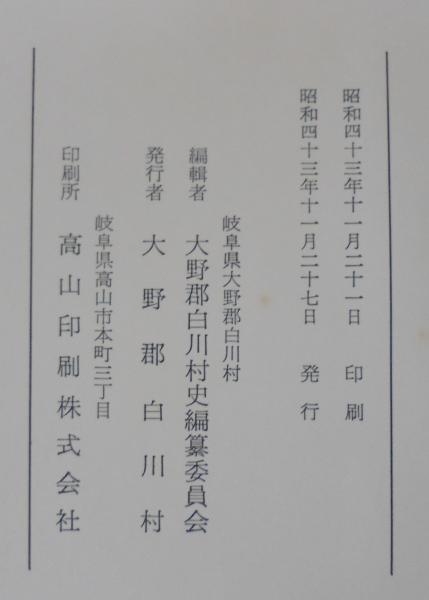 昭和四十三年十一月二十一日 印刷
昭和四十三年十一月二十七日 発行
岐阜県大野郡白川村
編輯者 大野郡白川村史編纂委員会
発行者 大野郡白川村
岐阜県高山市本町三丁目
印刷所 高山印刷株式会社